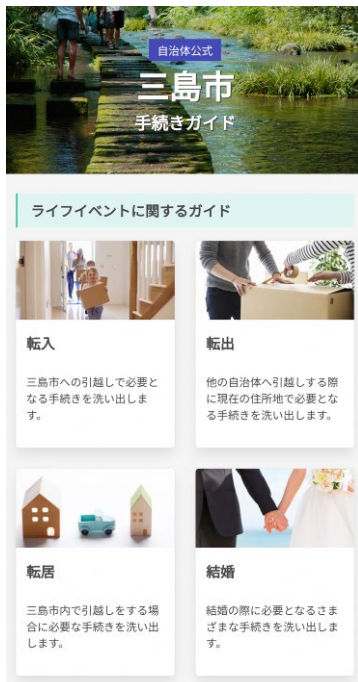 自治体公式
三島市
手続きガイド
ライフイベントに関するガイド
転入
三島市への引越しで必要と
なる手続きを洗い出しま
す。
転出
他の自治体へ引越しする際
に現在の住所地で必要とな
る手続きを洗い出します。
転居
三島市内で引越しをする場
合に必要な手続きを洗い出
します。
結婚
結婚の際に必要となるさま
ざまな手続きを洗い出しま
す。